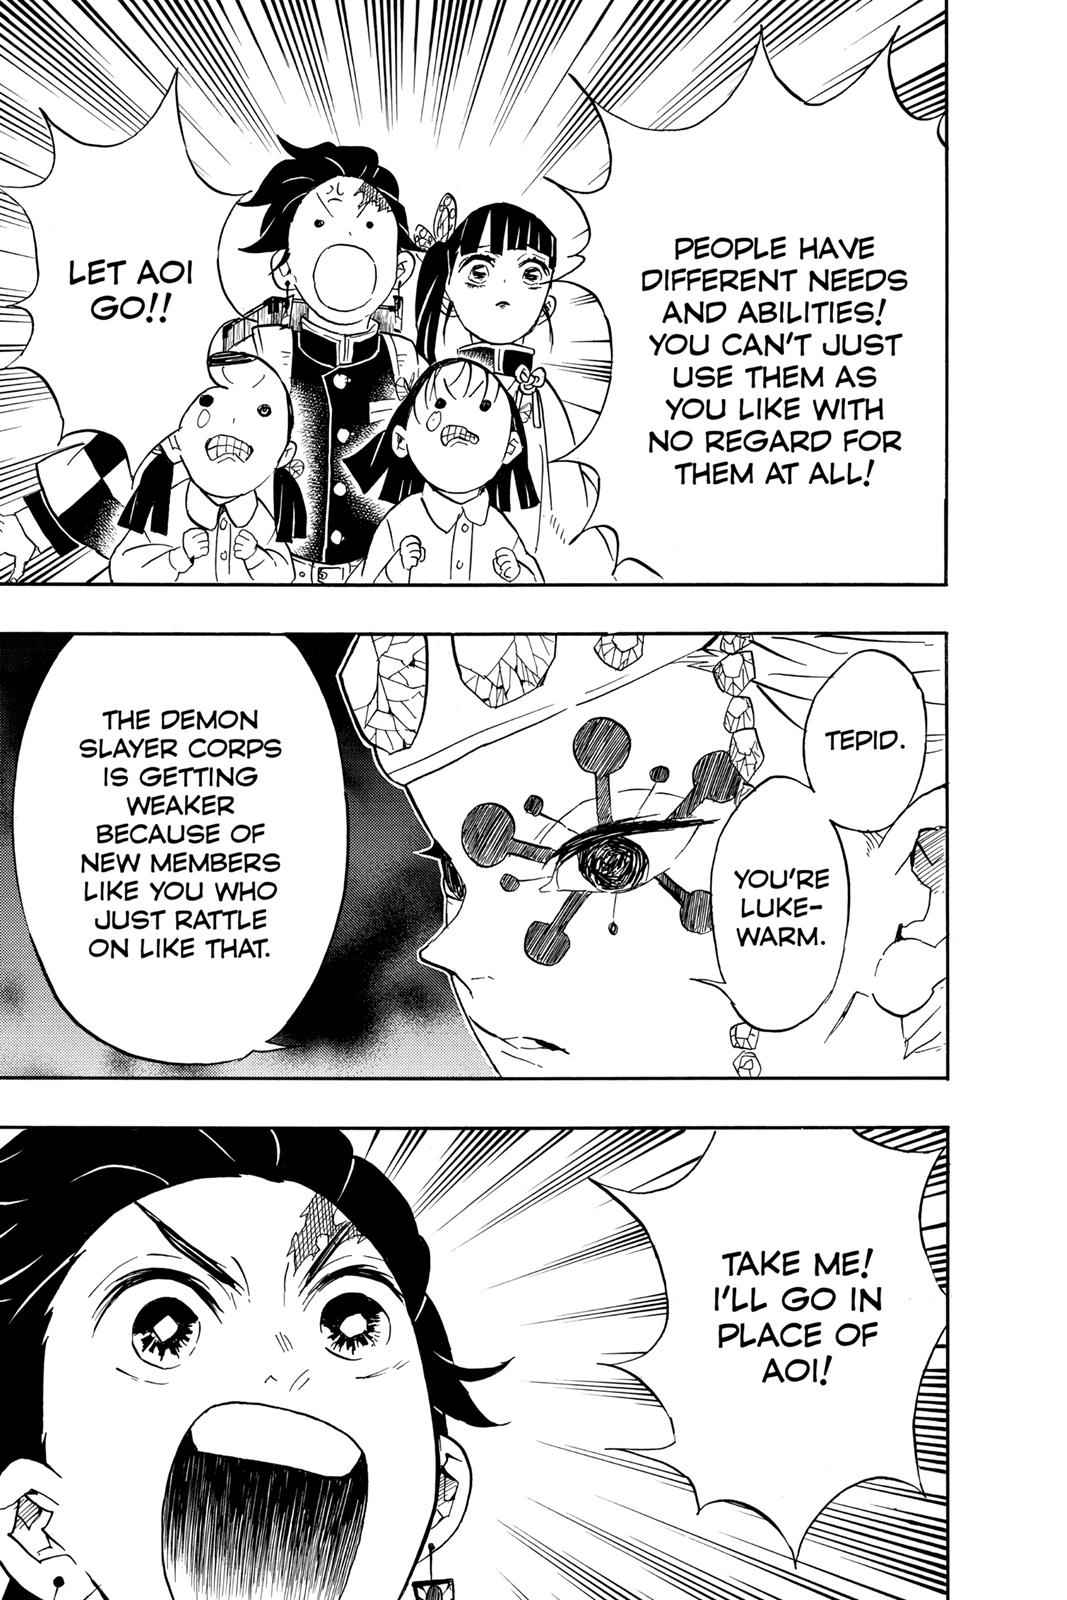 PEOPLE HAVE
DIFFERENT NEEDS
AND ABILITIES!
YOU CAN'T JUST
USE THEM AS
YOU LIKE WITH
NO REGARD FOR
THEM AT ALL!
LET AOI
GO!!
TEPID.
YOU'RE
LUKE-
WARM.
THE DEMON
SLAYER CORPS
IS GETTING
WEAKER
BECAUSE OF
NEW MEMBERS
LIKE YOU WHO
JUST RATTLE
ON LIKE THAT.
TAKE ME!
I'LL GO IN
PLACE OF
AOI!